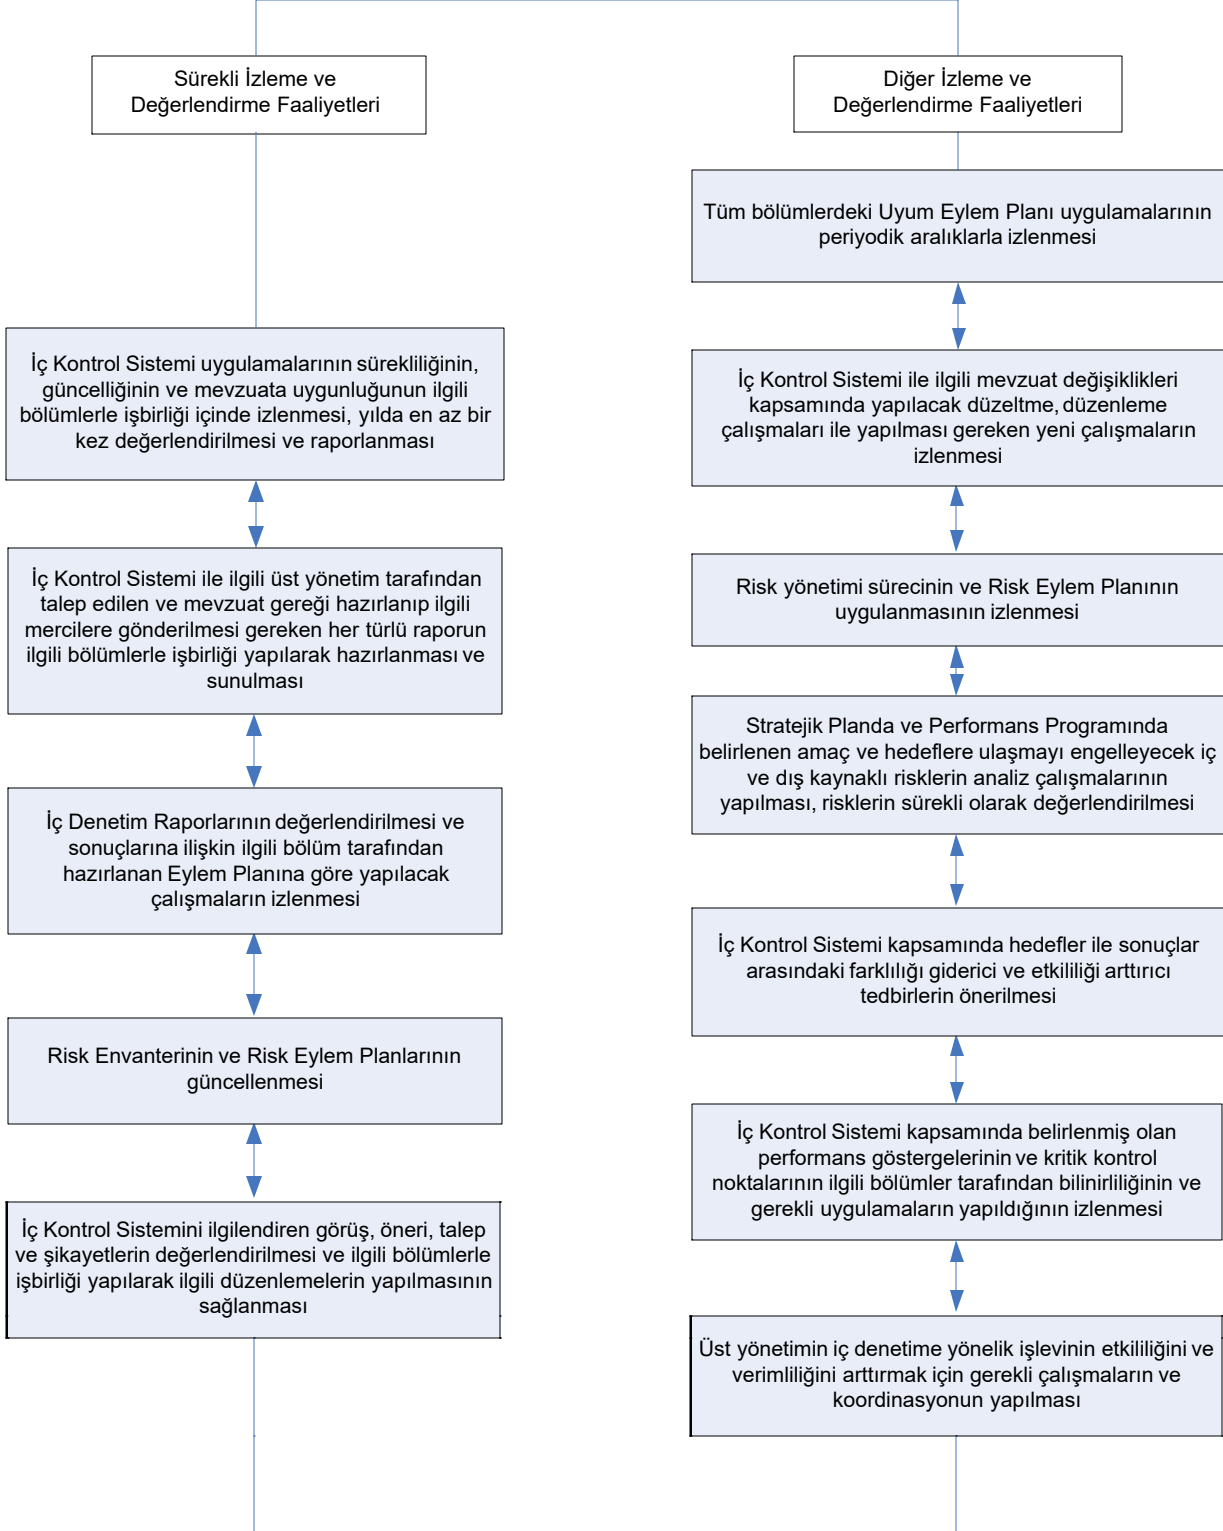 Sürekli İzleme ve
Değerlendirme Faaliyetleri
İç Kontrol Sistemi uygulamalarının sürekliliğinin,
güncelliğinin ve mevzuata uygunluğunun ilgili
bölümlerle işbirliği içinde izlenmesi, yılda en az bir
kez değerlendirilmesi ve raporlanması
İç Kontrol Sistemi ile ilgili üst yönetim tarafından
talep edilen ve mevzuat gereği hazırlanıp ilgili
mercilere gönderilmesi gereken her türlü raporun
ilgili bölümlerle işbirliği yapılarak hazırlanması ve
sunulması
İç Denetim Raporlarının değerlendirilmesi ve
sonuçlarına ilişkin ilgili bölüm tarafından
hazırlanan Eylem Planına göre yapılacak
çalışmaların izlenmesi
Risk Envanterinin ve Risk Eylem Planlarının
güncellenmesi
İç Kontrol Sistemini ilgilendiren görüş, öneri, talep
ve şikayetlerin değerlendirilmesi ve ilgili bölümlerle
işbirliği yapılarak ilgili düzenlemelerin yapılmasının
sağlanması
Diğer İzleme ve
Değerlendirme Faaliyetleri
Tüm bölümlerdeki Uyum Eylem Planı uygulamalarının
periyodik aralıklarla izlenmesi
İç Kontrol Sistemi ile ilgili mevzuat değişiklikleri
kapsamında yapılacak düzeltme, düzenleme
çalışmaları ile yapılması gereken yeni çalışmaların
izlenmesi
Risk yönetimi sürecinin ve Risk Eylem Planının
uygulanmasının izlenmesi
Stratejik Planda ve Performans Programında
belirlenen amaç ve hedeflere ulaşmayı engelleyecek iç
ve dış kaynaklı risklerin analiz çalışmalarının
yapılması, risklerin sürekli olarak değerlendirilmesi
İç Kontrol Sistemi kapsamında hedefler ile sonuçlar
arasındaki farklılığı giderici ve etkililiği arttırıcı
tedbirlerin önerilmesi
İç Kontrol Sistemi kapsamında belirlenmiş olan
performans göstergelerinin ve kritik kontrol
noktalarının ilgili bölümler tarafından bilinirliliğinin ve
gerekli uygulamaların yapıldığının izlenmesi
Üst yönetimin iç denetime yönelik işlevinin etkililiğini ve
verimliliğini arttırmak için gerekli çalışmaların ve
koordinasyonun yapılması